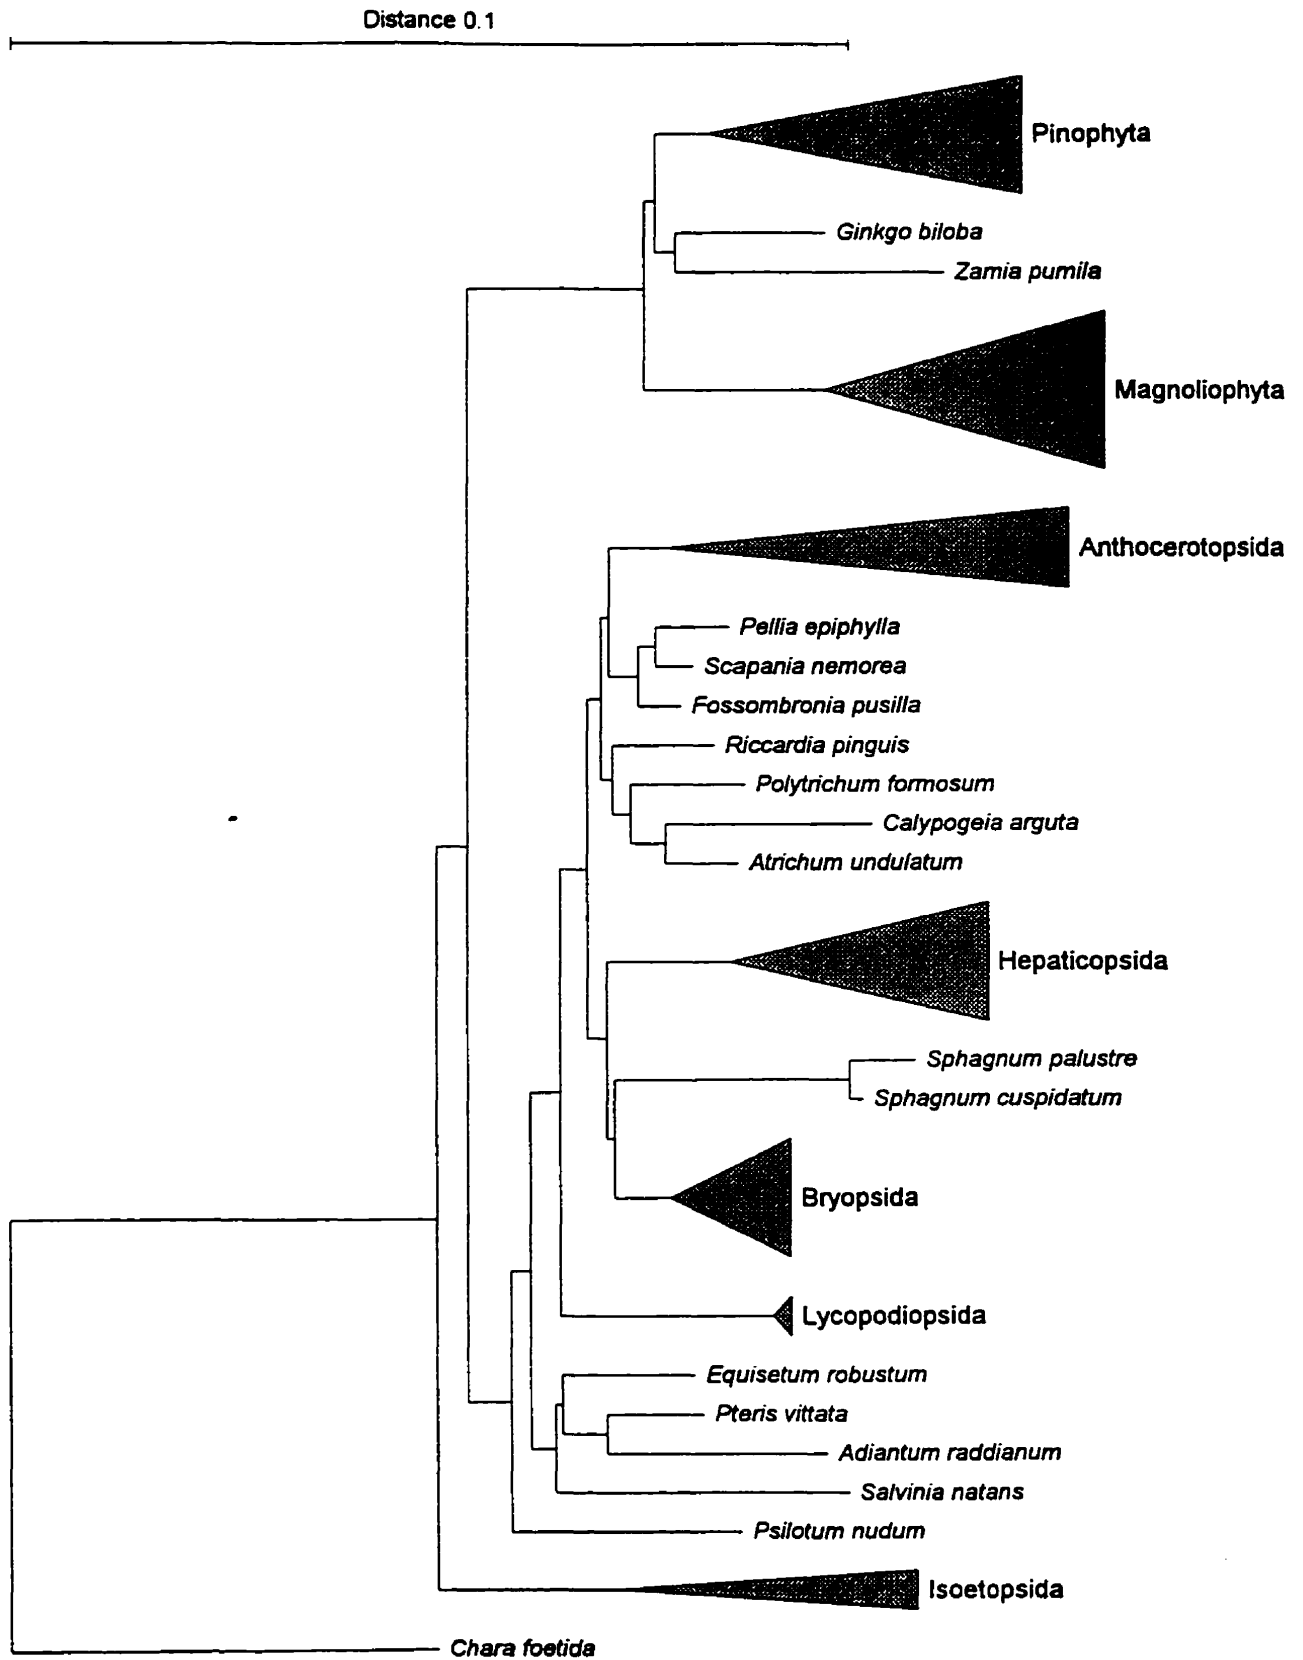 Distance 0.1
Pinophyta
Ginkgo biloba
Zamia pumila
Magnoliophyta
Anthocerotopsida
Pellia epiphylla
Scapania nemorea
Fossombronia pusilla
Riccardia pinguis
Polytrichum formosum
Calypogeia arguta
Atrichum undulatum
Hepaticopsida
Sphagnum palustre
Sphagnum cuspidatum
Bryopsida
Lycopodiopsida
Equisetum robustum
Pteris vittata
Adiantum raddianum
Salvinia natans
Psilotum nudum
Isoetopsida
Chara foetida